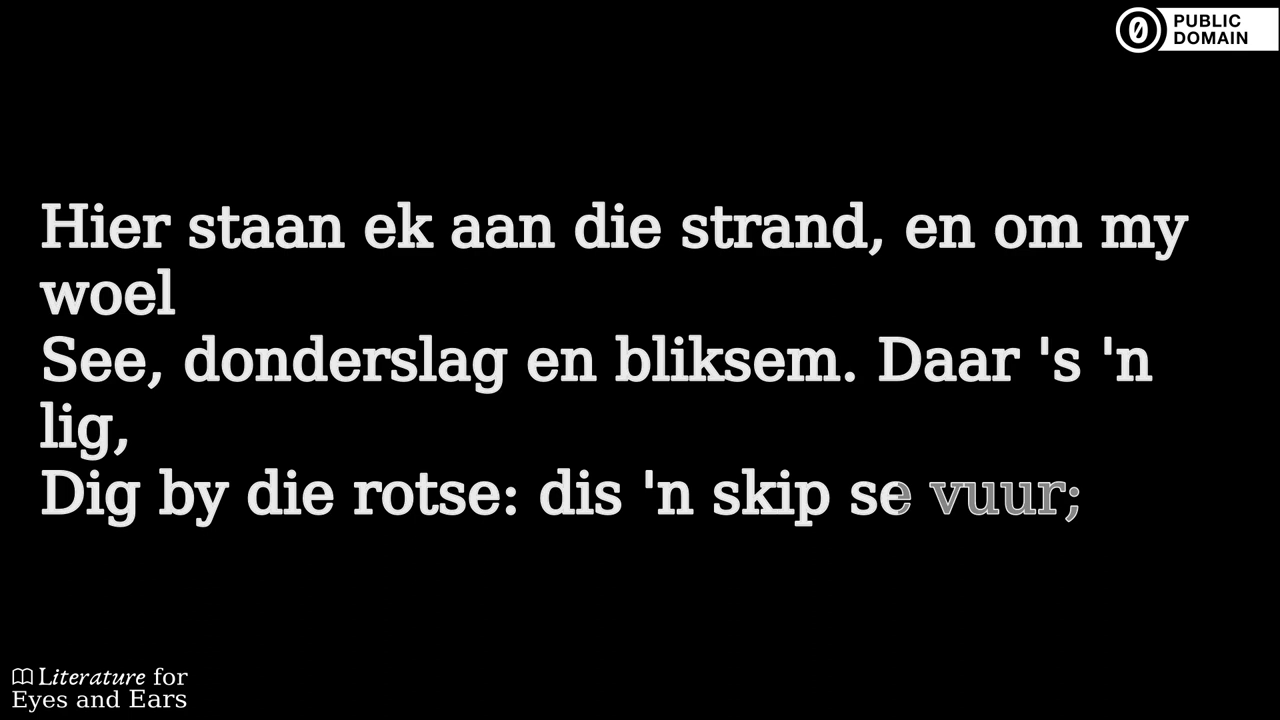 PUBLIC
DOMAIN
Hier staan ek aan die strand, en om my
woel
See, donderslag en bliksem. Daar 's 'n
lig,
Dig by die rotse: dis 'n skip se vuur;
Literature for
Eyes and Ears